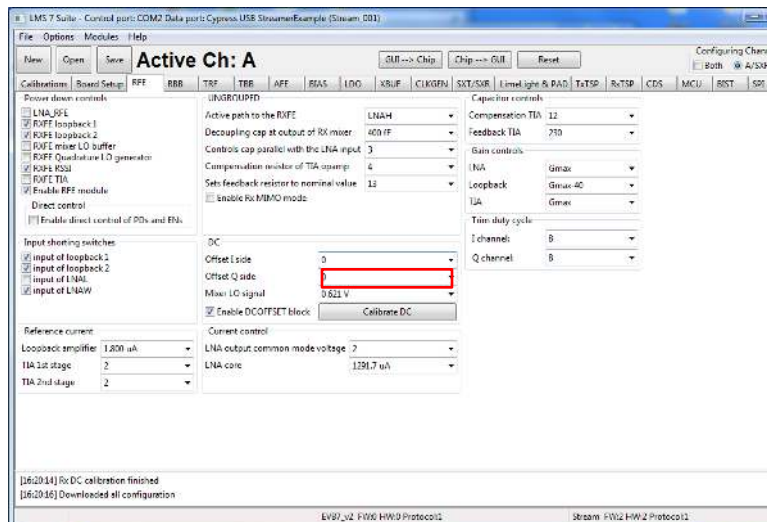 LMS 7 Suite - Control port: COM2 Data port: Cypress USB StreamerExample (Stream_001)
File Options Modules Help
New Open Save Active Ch: A GUI --> Chip Chip --> GUI Reset Configuring Chann
Both A/SXR
Calibrations Board Setup RFE RBB TRF TBB AFE BIAS LDO XBUF CLKGEN SXT/SXR LimeLight & PAD TxTSP RxTSP CDS MCU BIST SPI
Power down controls
LNA_RFE
RXFE loopback 1
RXFE loopback 2
RXFE mixer LO buffer
RXFE Quadrature LO generator
RXFE RSSI
RXFE TIA
Enable RFE module
Direct control
Enable direct control of PDs and ENs
Input shorting switches
input of loopback 1
input of loopback 2
input of LNAL
input of LNAW
Reference current
Loopback amplifier 1.800 uA
TIA 1st stage 2
TIA 2nd stage 2
UNGROUPED
Active path to the RXFE LNAH
Decoupling cap at output of RX mixer 400 fF
Controls cap parallel with the LNA input 3
Compensation resistor of TIA opamp 4
Sets feedback resistor to nominal value 13
Enable Rx MIMO mode
DC
Offset I side 0
Offset Q side 0
Mixer LO signal 0.621 V
Enable DCOFFSET block Calibrate DC
Current control
LNA output common mode voltage 2
LNA core 1291.7 uA
Capacitor controls
Compensation TIA 12
Feedback TIA 230
Gain controls
LNA Gmax
Loopback Gmax-40
TIA Gmax
Trim duty cycle
I channel: 8
Q channel: 8
[16:20:14] Rx DC calibration finished
[16:20:16] Downloaded all configuration
EVB7_v2 FW:0 HW:0 Protocol:1 Stream FW:2 HW:2 Protocol:1